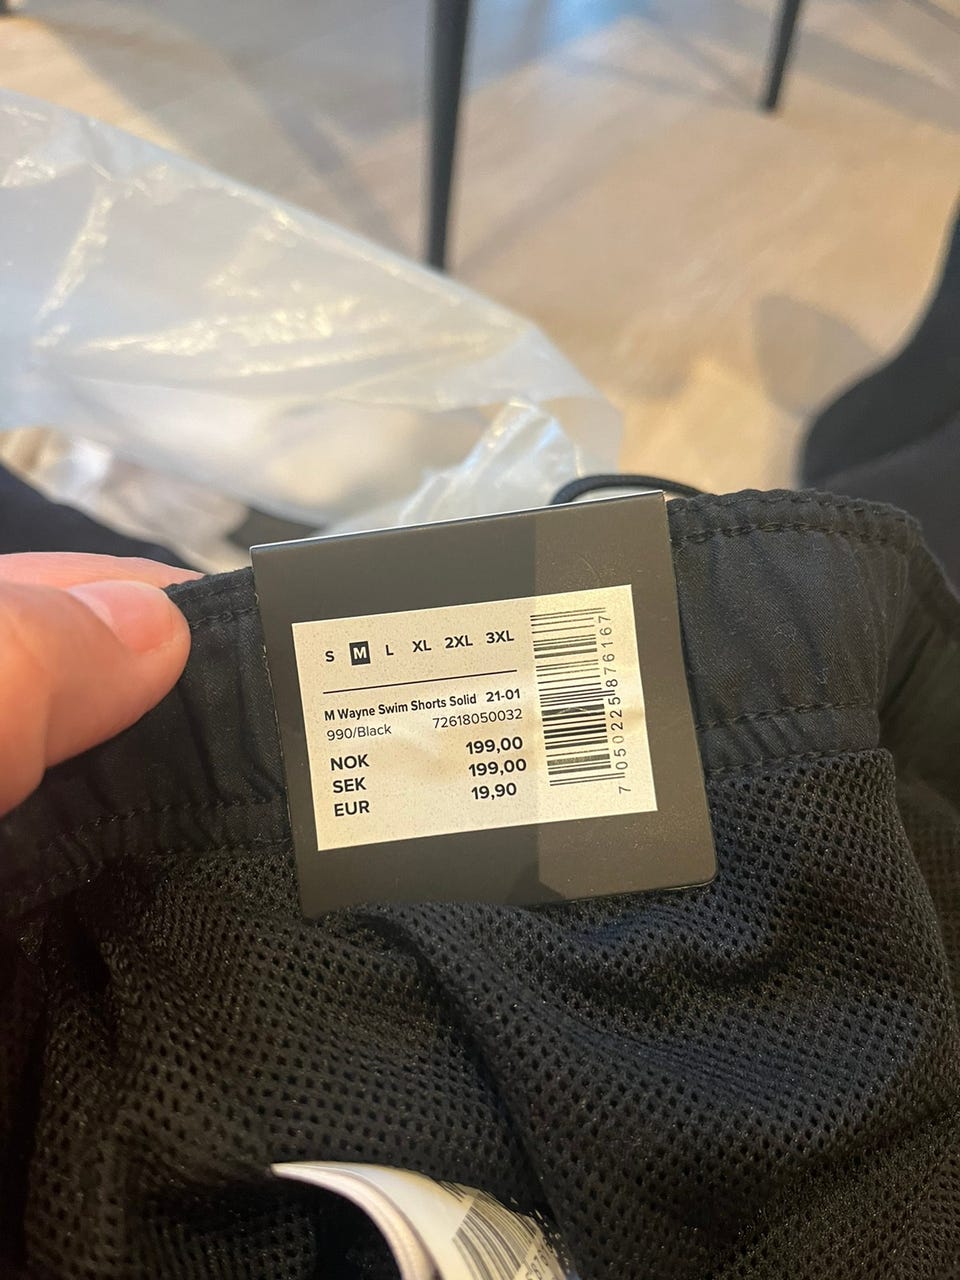 S M L XL 2XL 3XL
M Wayne Swim Shorts Solid 21-01
990/Black 72618050032
NOK 199,00
SEK 199,00
EUR 19,90
7 050225 876167